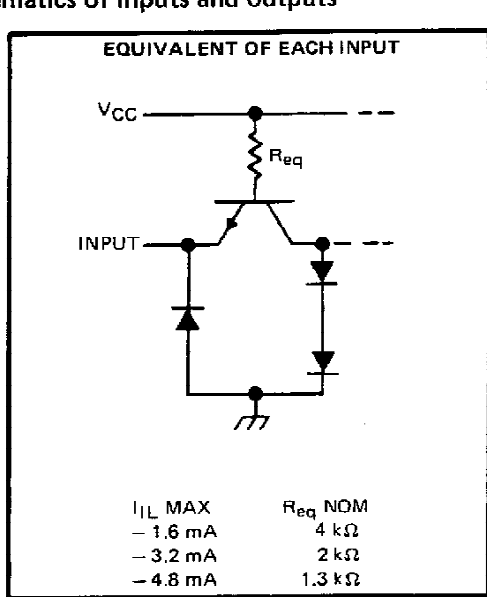 EQUIVALENT OF EACH INPUT
VCC
Req
INPUT
IIL MAX Req NOM
– 1.6 mA 4 kΩ
– 3.2 mA 2 kΩ
– 4.8 mA 1.3 kΩ